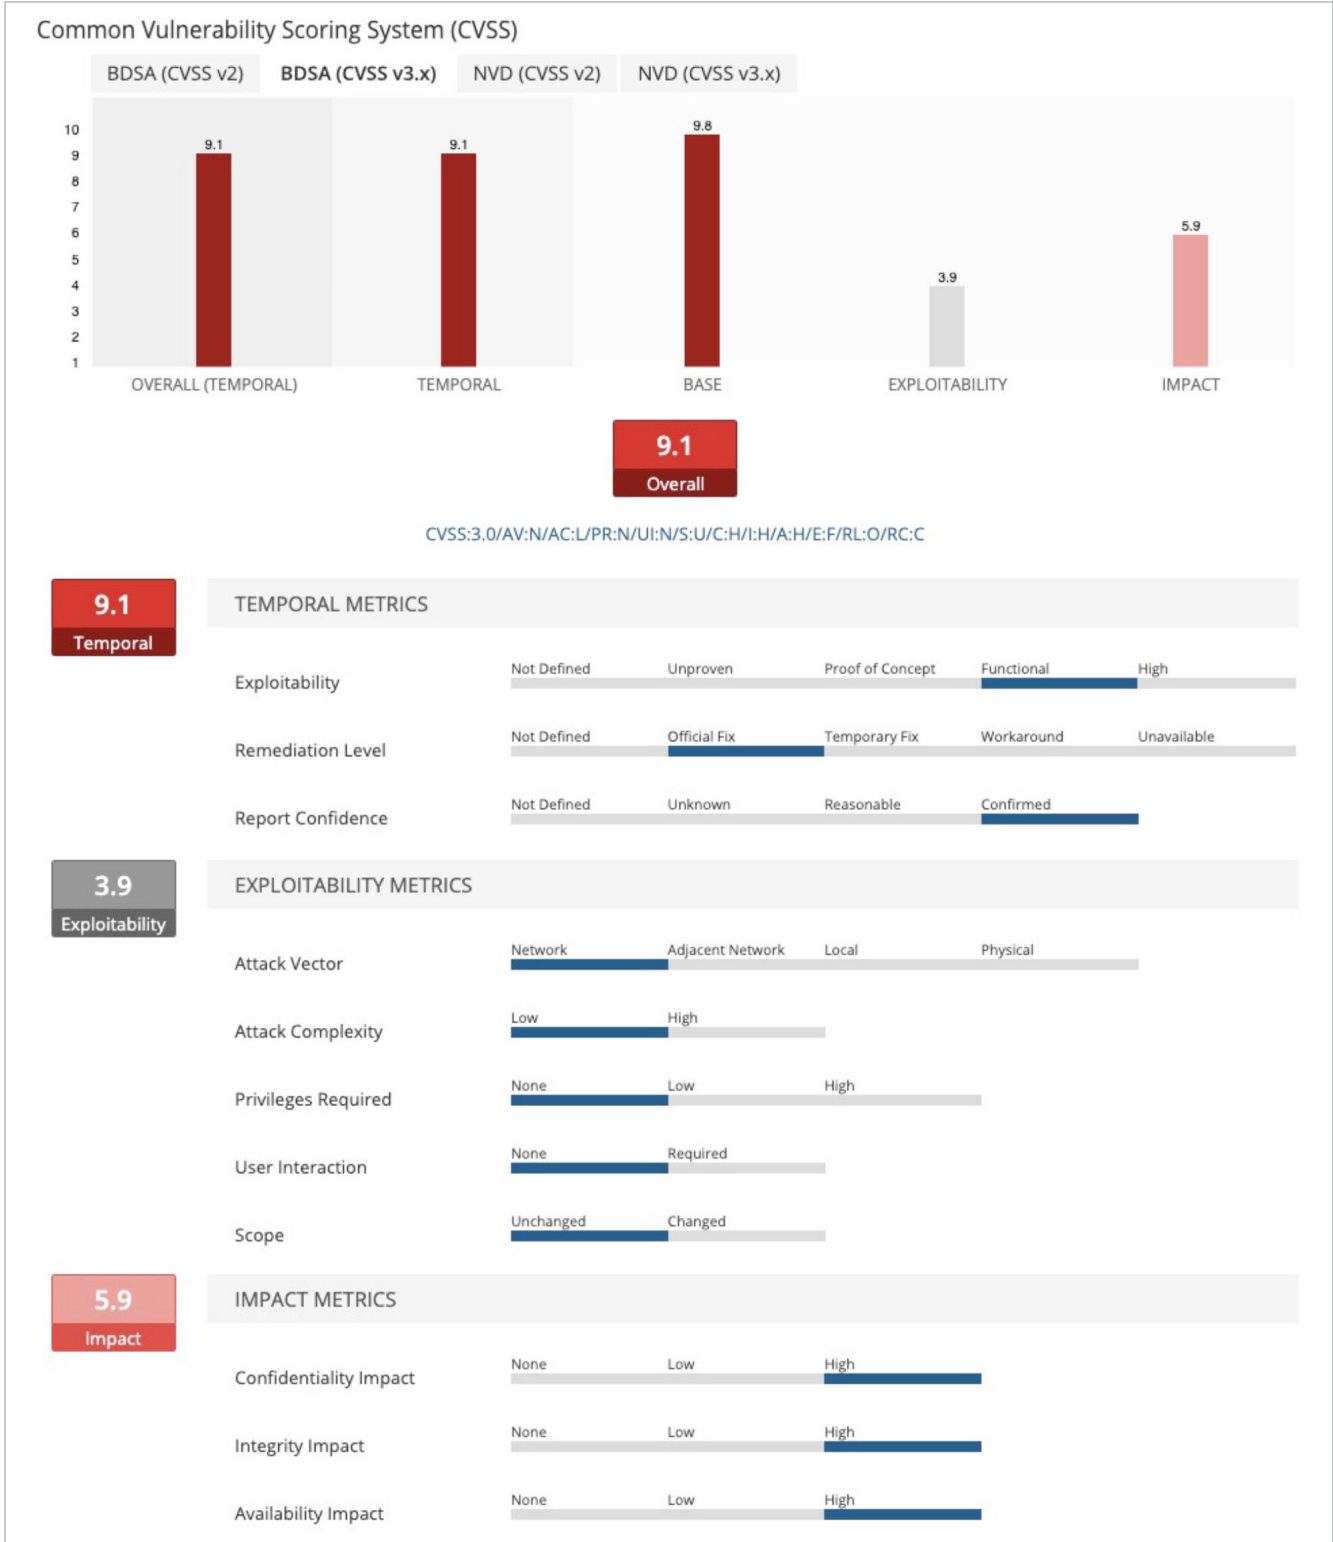 Common Vulnerability Scoring System (CVSS)
BDSA (CVSS v2) BDSA (CVSS v3.x) NVD (CVSS v2) NVD (CVSS v3.x)
10
9
8
7
6
5
4
3
2
1
9.1 9.1 9.8 3.9 5.9
OVERALL (TEMPORAL) TEMPORAL BASE EXPLOITABILITY IMPACT
9.1
Overall
CVSS:3.0/AV:N/AC:L/PR:N/UI:N/S:U/C:H/I:H/A:H/E:F/RL:O/RC:C
9.1
Temporal
TEMPORAL METRICS
Exploitability Not Defined Unproven Proof of Concept Functional High
Remediation Level Not Defined Official Fix Temporary Fix Workaround Unavailable
Report Confidence Not Defined Unknown Reasonable Confirmed
3.9
Exploitability
EXPLOITABILITY METRICS
Attack Vector Network Adjacent Network Local Physical
Attack Complexity Low High
Privileges Required None Low High
User Interaction None Required
Scope Unchanged Changed
5.9
Impact
IMPACT METRICS
Confidentiality Impact None Low High
Integrity Impact None Low High
Availability Impact None Low High